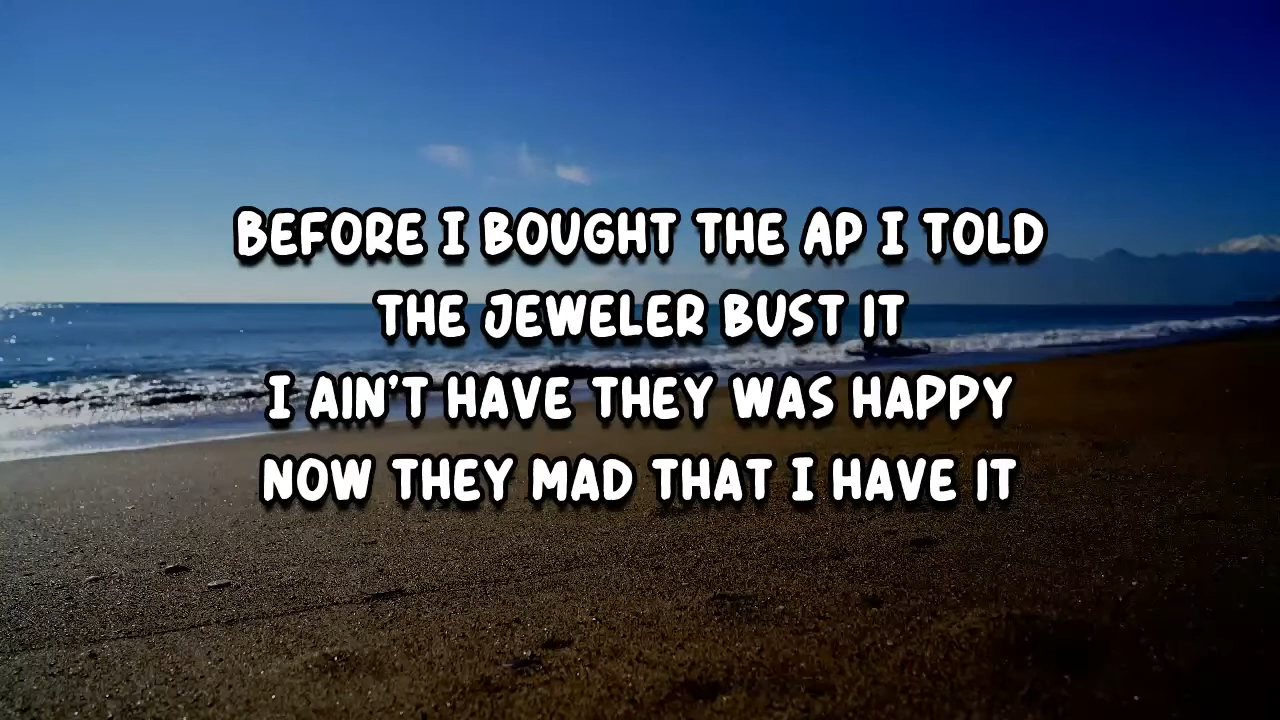 BEFORE I BOUGHT THE AP I TOLD
THE JEWELER BUST IT
I AIN'T HAVE THEY WAS HAPPY
NOW THEY MAD THAT I HAVE IT